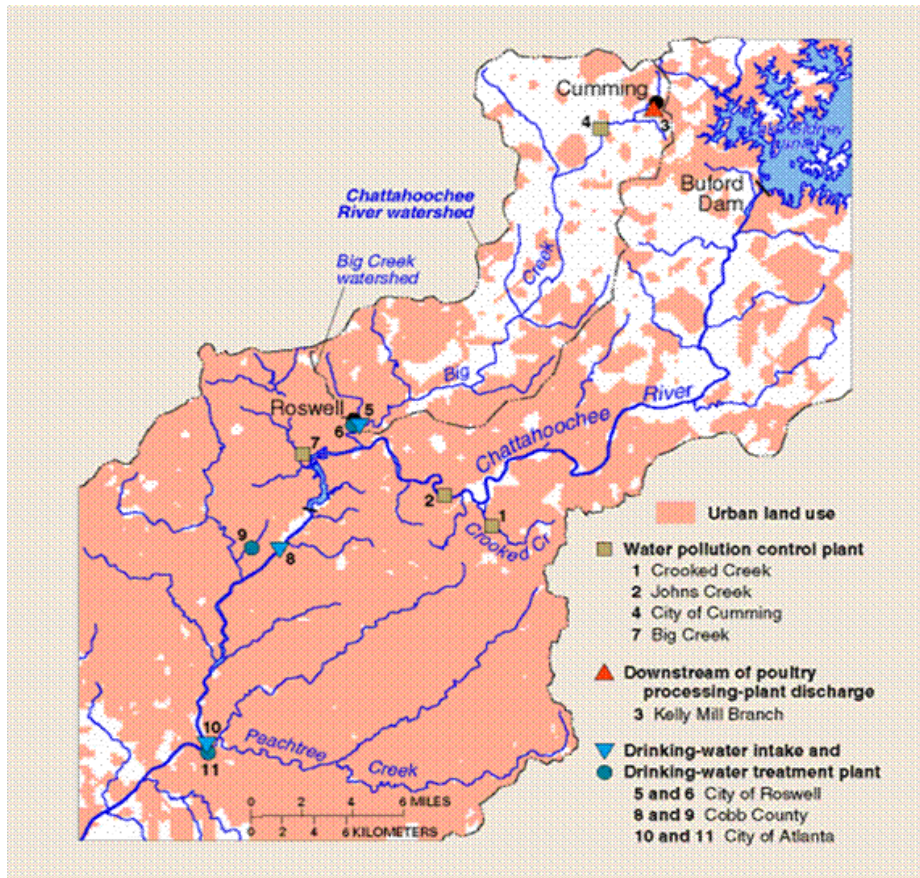 Cumming
4
3
Lake Sidney
Buford
Dam
Chattahoochee
River watershed
Big Creek
watershed
Creek
Big
Roswell
5
6
River
Chattahoochee
7
2
1
Crooked Cr
9
8
10
Peachtree
Creek
11
0 2 4 6 MILES
0 2 4 6 KILOMETERS
Urban land use
Water pollution control plant
1 Crooked Creek
2 Johns Creek
4 City of Cumming
7 Big Creek
Downstream of poultry
processing-plant discharge
3 Kelly Mill Branch
Drinking-water intake and
Drinking-water treatment plant
5 and 6 City of Roswell
8 and 9 Cobb County
10 and 11 City of Atlanta